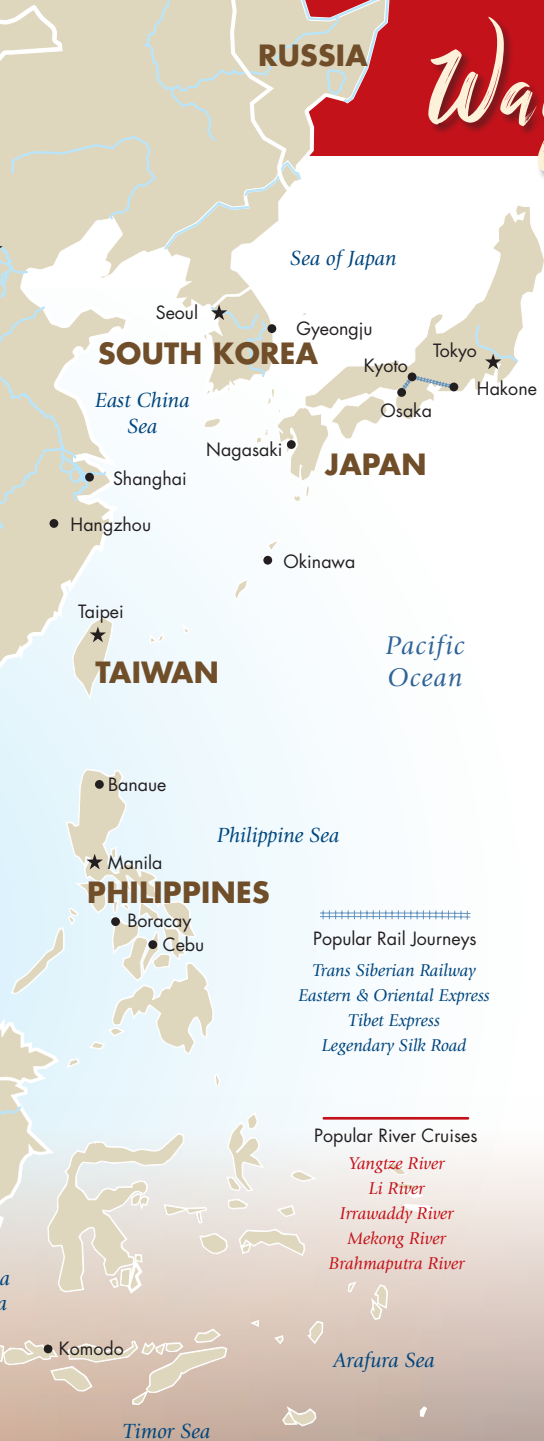 RUSSIA
Sea of Japan
Seoul
Gyeongju
SOUTH KOREA
Tokyo
Kyoto
Hakone
East China
Sea
Osaka
Nagasaki
JAPAN
Shanghai
Hangzhou
Okinawa
Taipei
Pacific
Ocean
TAIWAN
Banaue
Philippine Sea
Manila
PHILIPPINES
Boracay
Cebu
Popular Rail Journeys
Trans Siberian Railway
Eastern & Oriental Express
Tibet Express
Legendary Silk Road
Popular River Cruises
Yangtze River
Li River
Irrawaddy River
Mekong River
Brahmaputra River
a
a
Komodo
Arafura Sea
Timor Sea